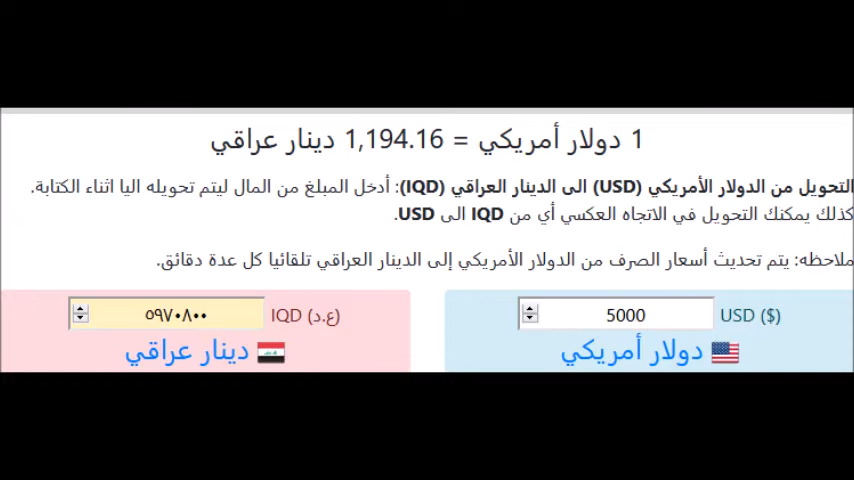 1 دولار أمريكي = 1,194.16 دينار عراقي
التحويل من الدولار الأمريكي (USD) الى الدينار العراقي (IQD): أدخل المبلغ من المال ليتم تحويله اليا اثناء الكتابة.
كذلك يمكنك التحويل في الاتجاه العكسي أي من IQD الى USD.
ملاحظه: يتم تحديث أسعار الصرف من الدولار الأمريكي إلى الدينار العراقي تلقائيا كل عدة دقائق.
USD ($) 5000
دولار أمريكي
IQD (ع.د) ٥٩٧٠٨٠٠
دينار عراقي